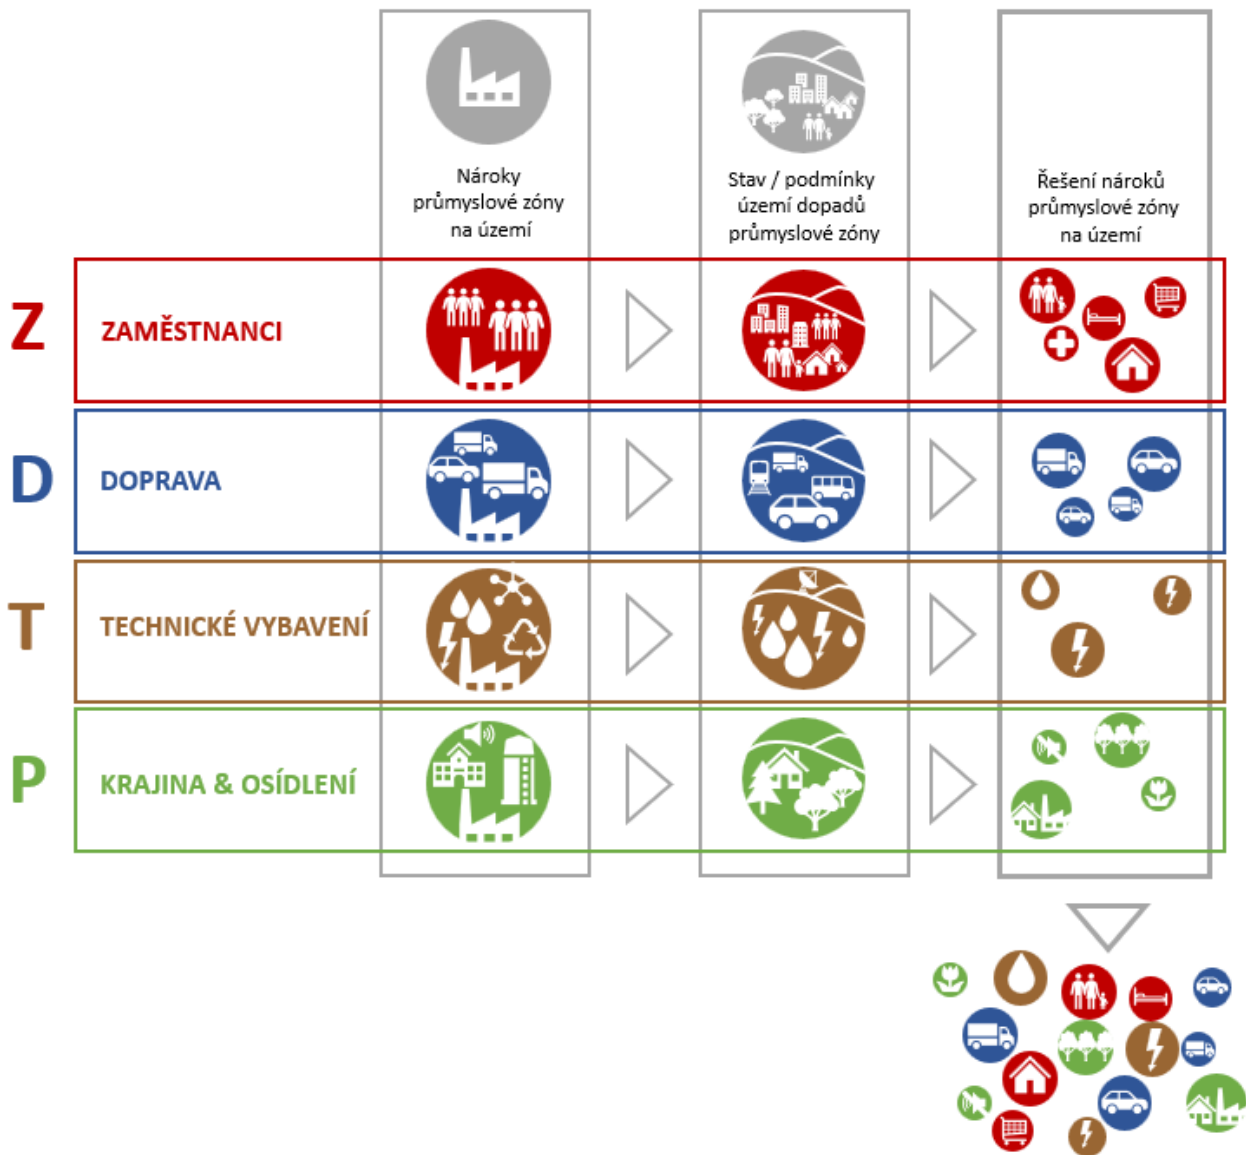 Nároky
průmyslové zóny
na území
Stav / podmínky
území dopadů
průmyslové zóny
Řešení nároků
průmyslové zóny
na území
Z
ZAMĚSTNANCI
D
DOPRAVA
T
TECHNICKÉ VYBAVENÍ
P
KRAJINA & OSÍDLENÍ